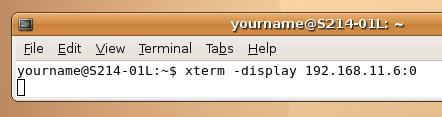 yourname@S214-01L: ~
File Edit View Terminal Tabs Help
yourname@S214-01L:~$ xterm -display 192.168.11.6:0